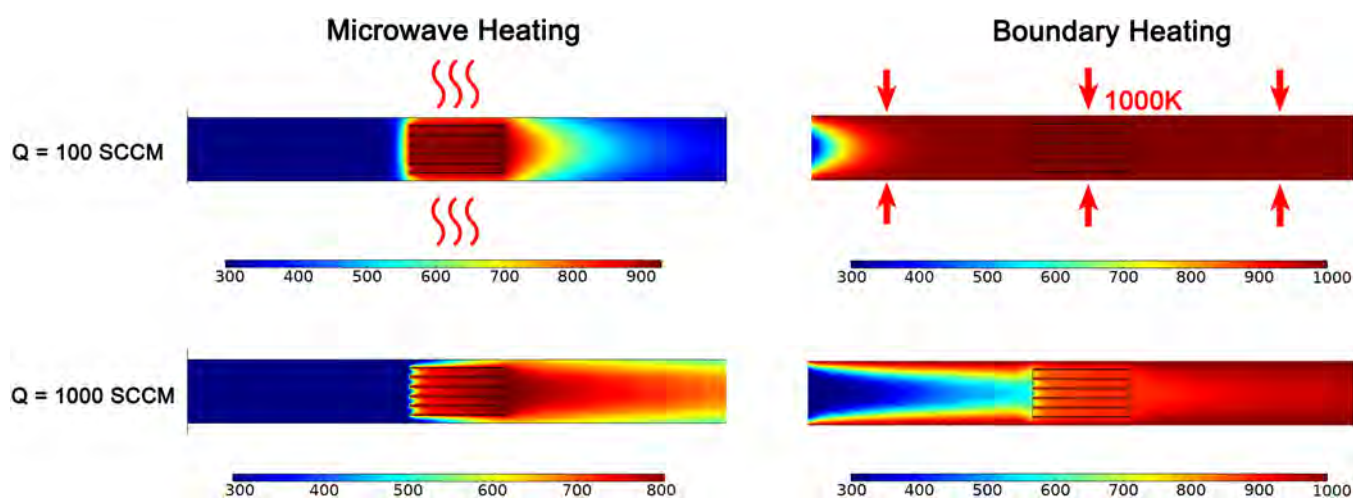 Microwave Heating
Boundary Heating
1000K
Q = 100 SCCM
300 400 500 600 700 800 900
300 400 500 600 700 800 900 1000
Q = 1000 SCCM
300 400 500 600 700 800
300 400 500 600 700 800 900 1000